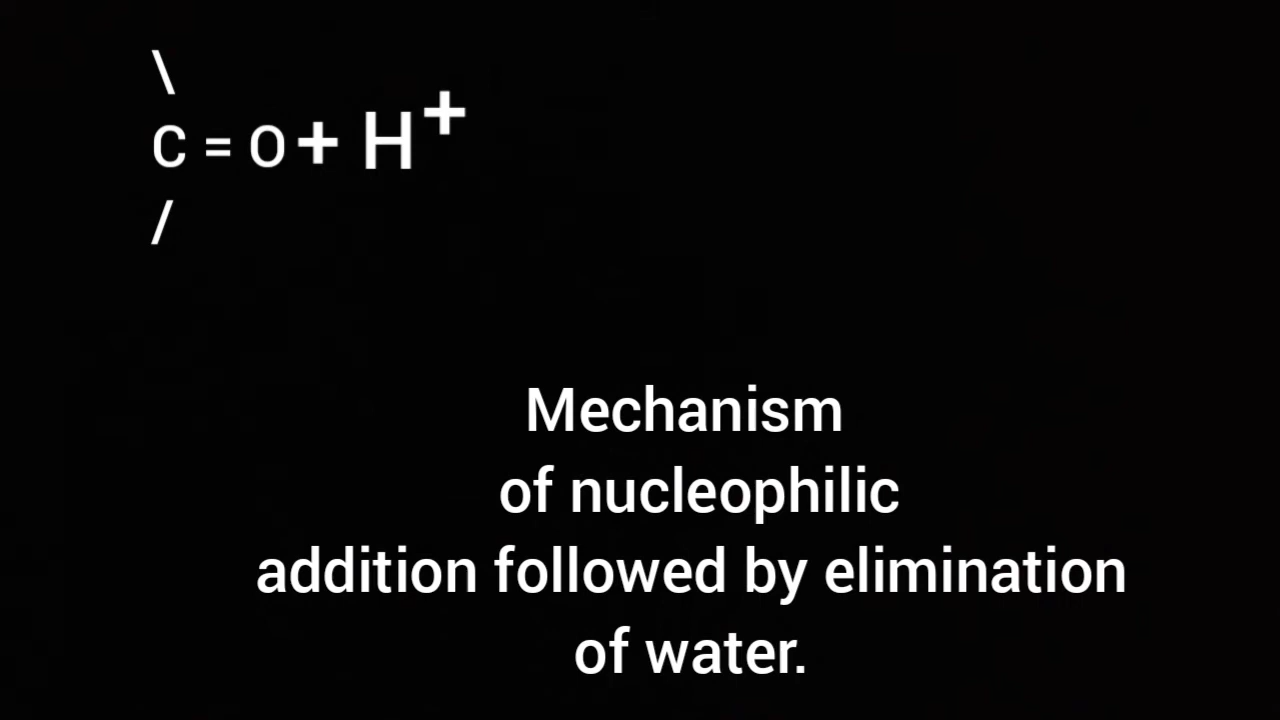 \
C = O + H⁺
/
Mechanism
of nucleophilic
addition followed by elimination
of water.